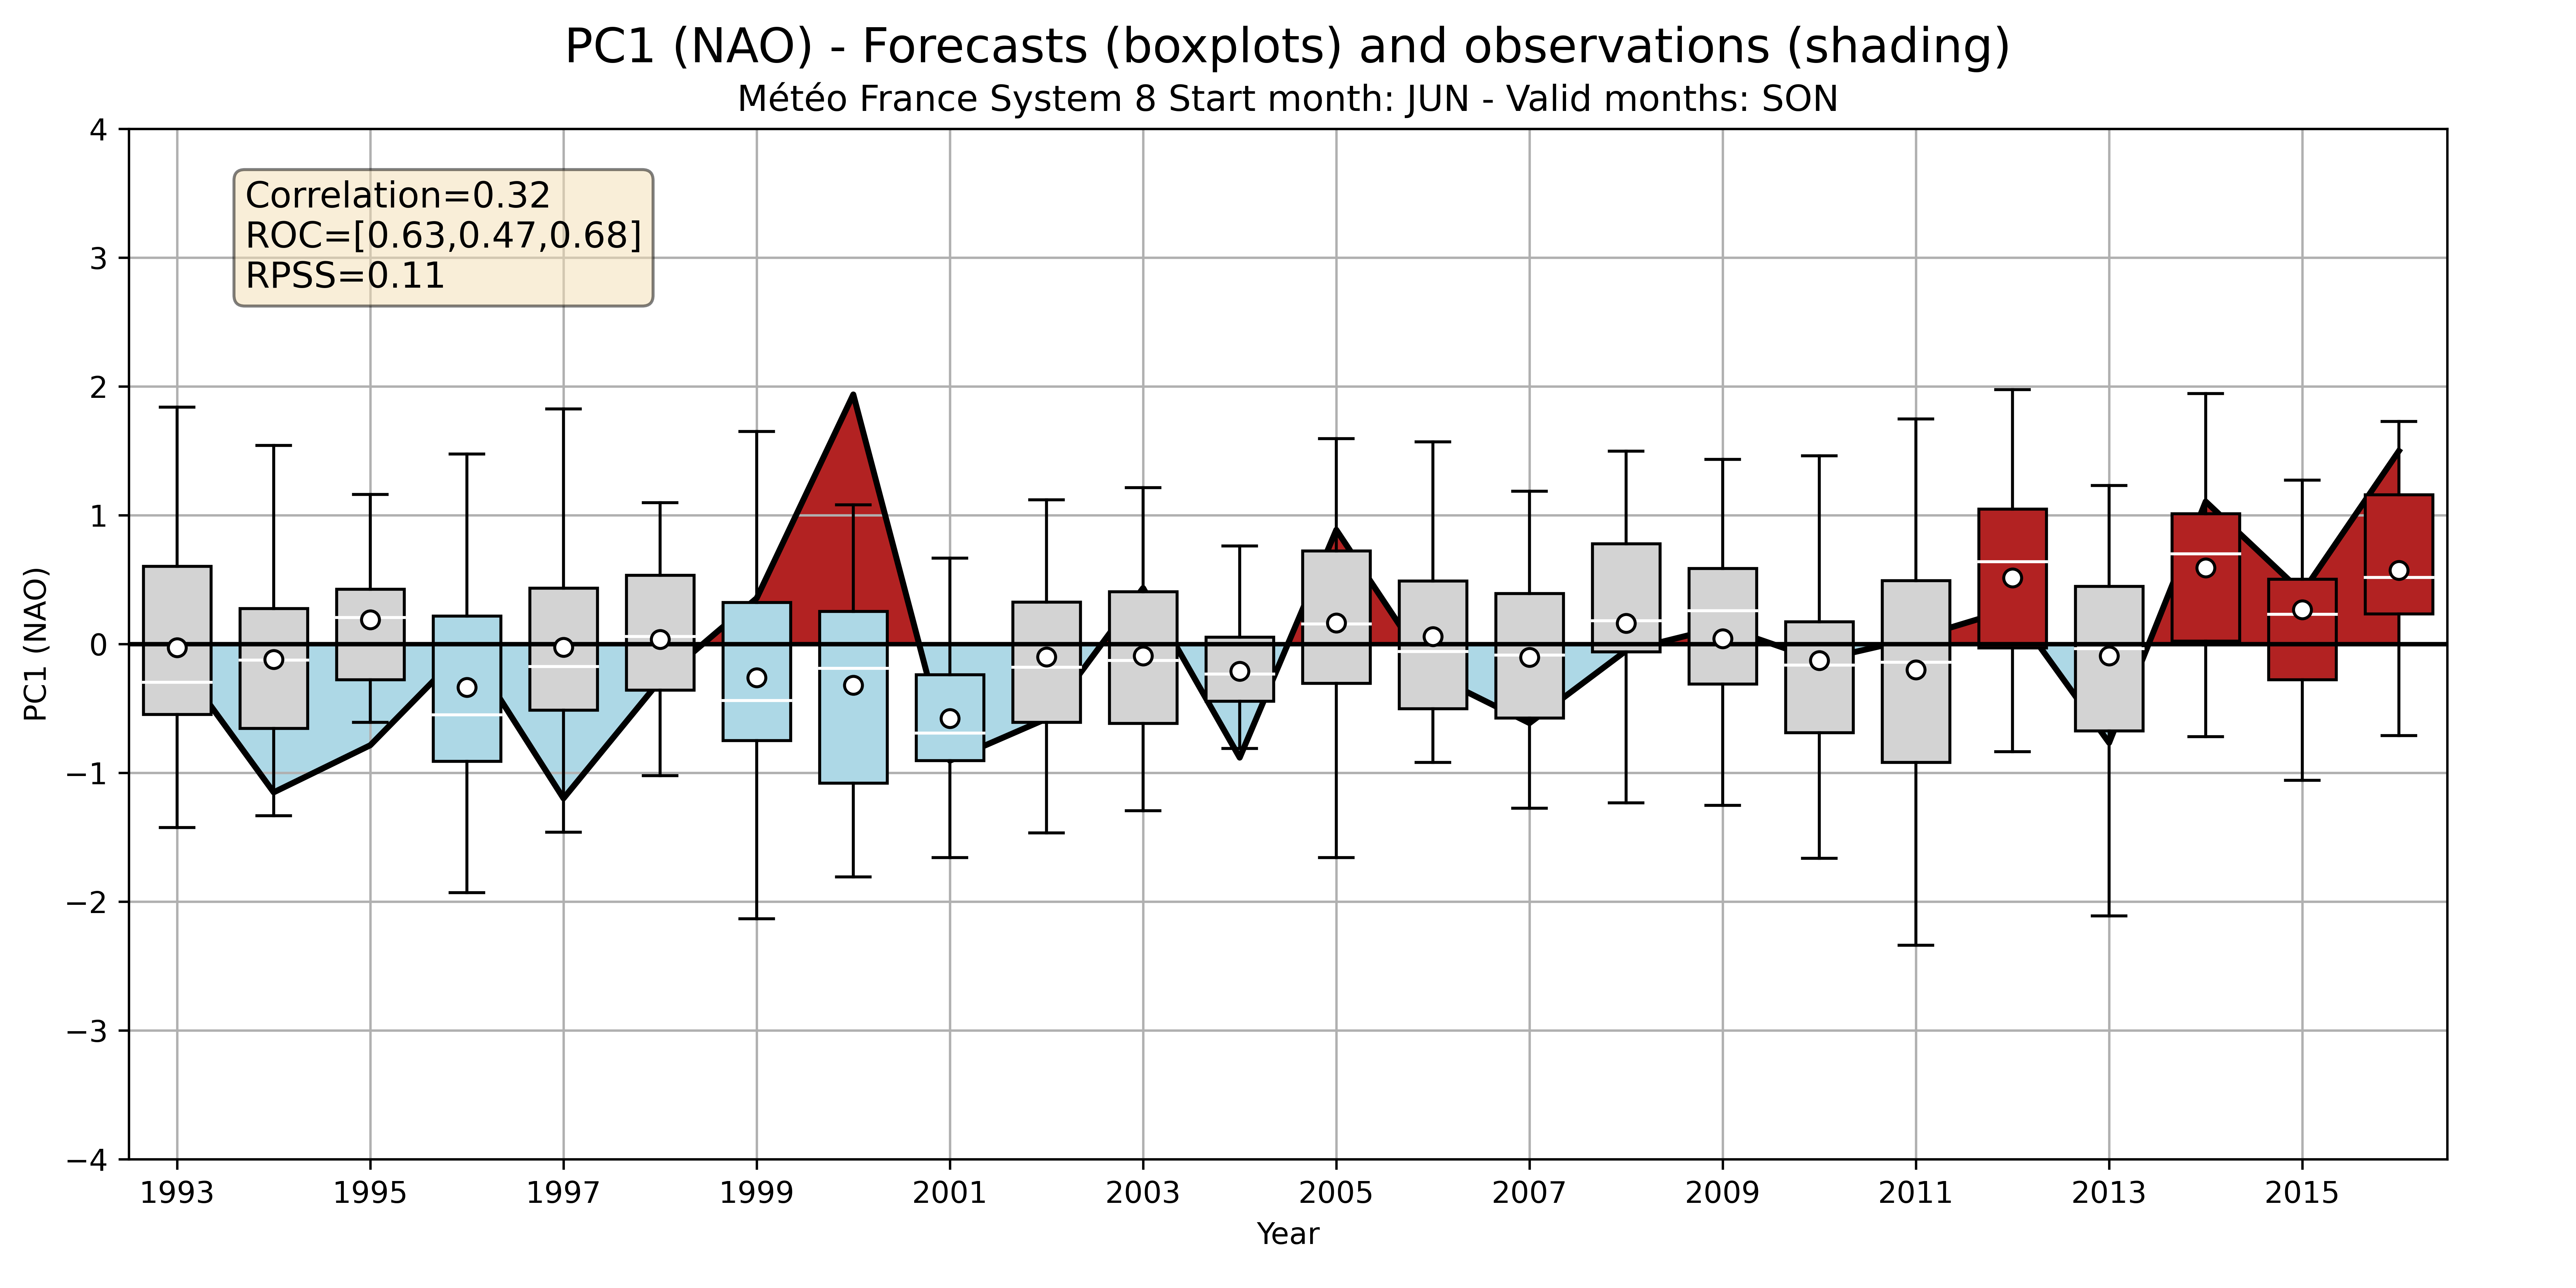 PC1 (NAO) - Forecasts (boxplots) and observations (shading)
Météo France System 8 Start month: JUN - Valid months: SON
Correlation=0.32
ROC=[0.63,0.47,0.68]
RPSS=0.11
PC1 (NAO)
4
3
2
1
0
−1
−2
−3
−4
1993 1995 1997 1999 2001 2003 2005 2007 2009 2011 2013 2015
Year